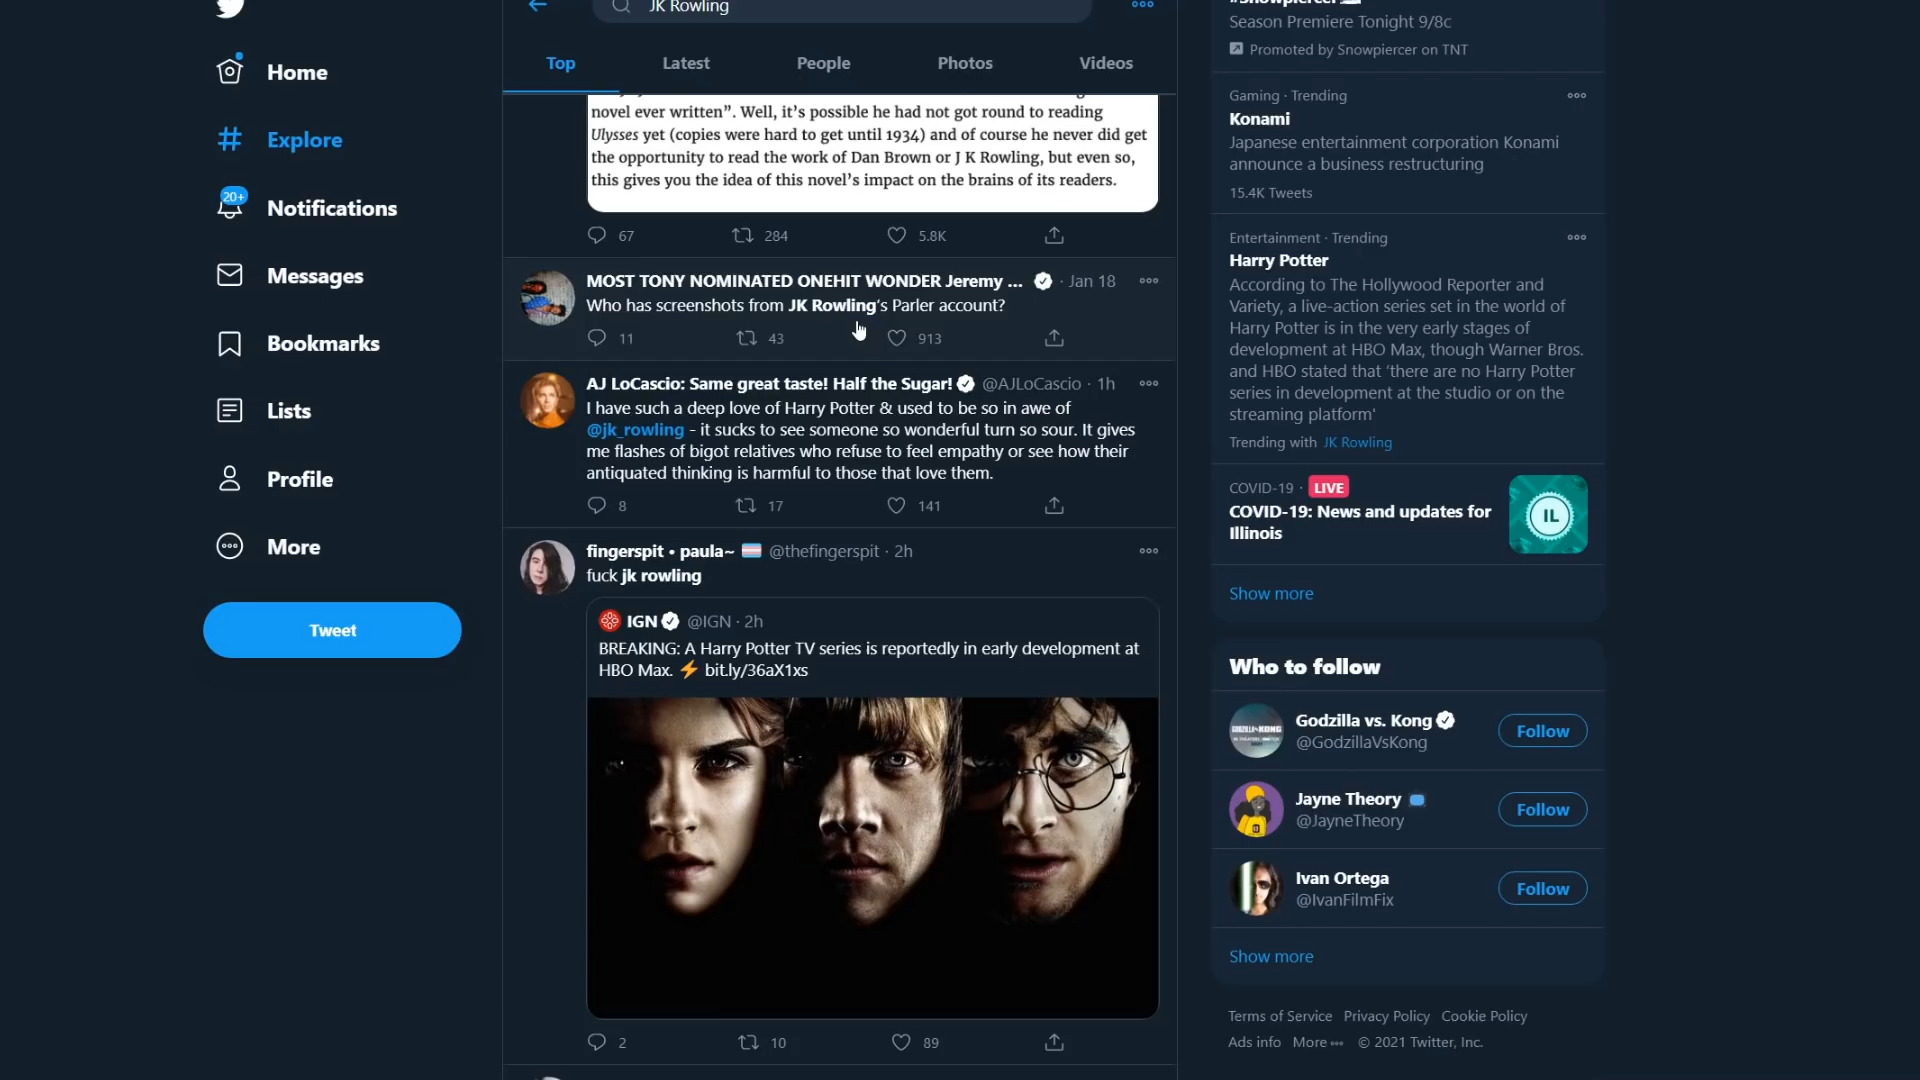 JK Rowling
Home
Explore
20+
Notifications
Messages
Bookmarks
Lists
Profile
More
Tweet
Top
Latest
People
Photos
Videos
novel ever written”. Well, it’s possible he had not got round to reading
Ulysses yet (copies were hard to get until 1934) and of course he never did get
the opportunity to read the work of Dan Brown or J K Rowling, but even so,
this gives you the idea of this novel’s impact on the brains of its readers.
67 284 5.8K
MOST TONY NOMINATED ONEHIT WONDER Jeremy ... · Jan 18
Who has screenshots from JK Rowling‘s Parler account?
11 43 913
AJ LoCascio: Same great taste! Half the Sugar! @AJLoCascio · 1h
I have such a deep love of Harry Potter & used to be so in awe of
@jk_rowling - it sucks to see someone so wonderful turn so sour. It gives
me flashes of bigot relatives who refuse to feel empathy or see how their
antiquated thinking is harmful to those that love them.
8 17 141
fingerspit • paula~ @thefingerspit · 2h
fuck jk rowling
IGN @IGN · 2h
BREAKING: A Harry Potter TV series is reportedly in early development at
HBO Max. ⚡ bit.ly/36aX1xs
2 10 89
Season Premiere Tonight 9/8c
Promoted by Snowpiercer on TNT
Gaming · Trending
Konami
Japanese entertainment corporation Konami
announce a business restructuring
15.4K Tweets
Entertainment · Trending
Harry Potter
According to The Hollywood Reporter and
Variety, a live-action series set in the world of
Harry Potter is in the very early stages of
development at HBO Max, though Warner Bros.
and HBO stated that 'there are no Harry Potter
series in development at the studio or on the
streaming platform'
Trending with JK Rowling
COVID-19 · LIVE
COVID-19: News and updates for
Illinois
IL
Show more
Who to follow
Godzilla vs. Kong
@GodzillaVsKong
Follow
Jayne Theory
@JayneTheory
Follow
Ivan Ortega
@IvanFilmFix
Follow
Show more
Terms of Service Privacy Policy Cookie Policy
Ads info More © 2021 Twitter, Inc.